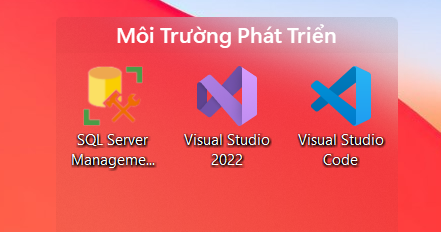 Môi Trường Phát Triển
SQL Server
Manageme...
Visual Studio
2022
Visual Studio
Code